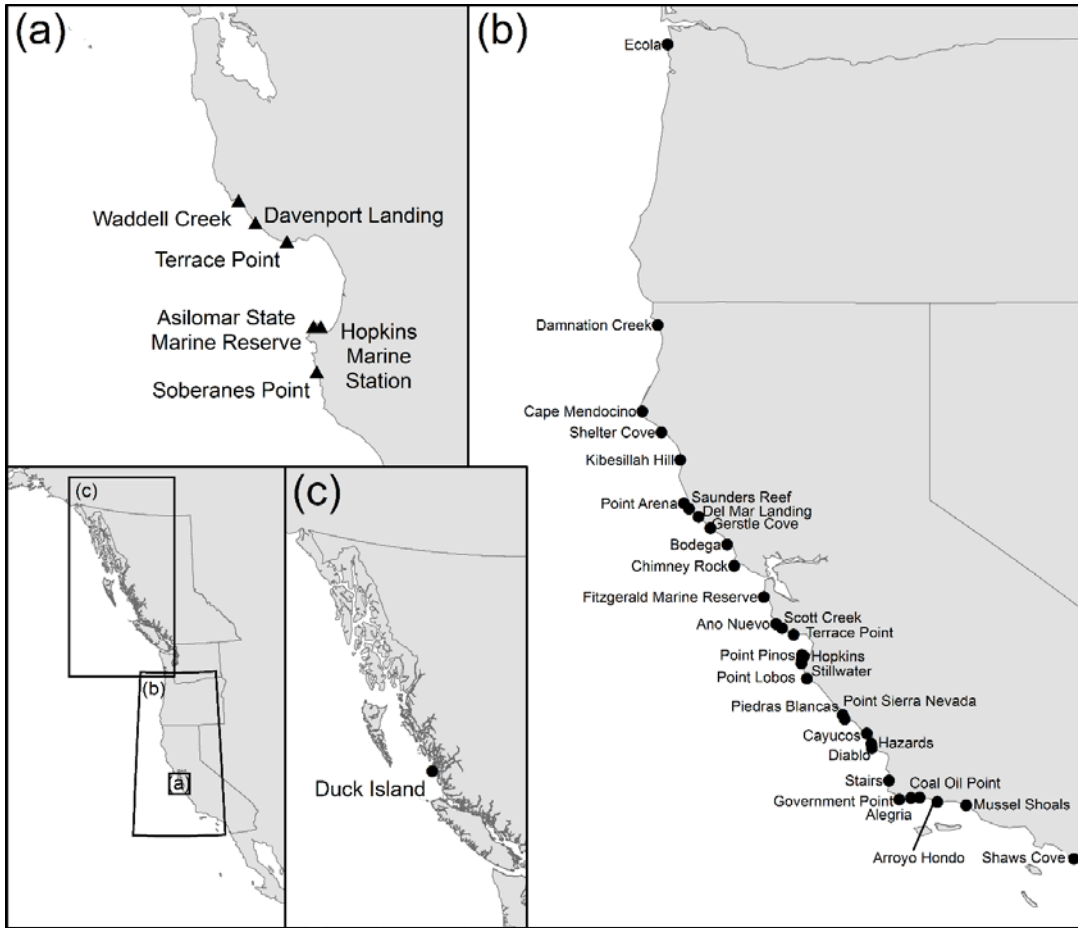 (a)
Waddell Creek
Davenport Landing
Terrace Point
Asilomar State
Marine Reserve
Hopkins
Marine
Station
Soberanes Point
(b)
Ecola
Damnation Creek
Cape Mendocino
Shelter Cove
Kibesillah Hill
Point Arena
Saunders Reef
Del Mar Landing
Gerstle Cove
Bodega
Chimney Rock
Fitzgerald Marine Reserve
Ano Nuevo
Scott Creek
Terrace Point
Point Pinos
Hopkins
Stillwater
Point Lobos
Piedras Blancas
Point Sierra Nevada
Cayucos
Hazards
Diablo
Stairs
Coal Oil Point
Government Point
Mussel Shoals
Alegria
Arroyo Hondo
Shaws Cove
(c)
(b)
a)
(c)
Duck Island